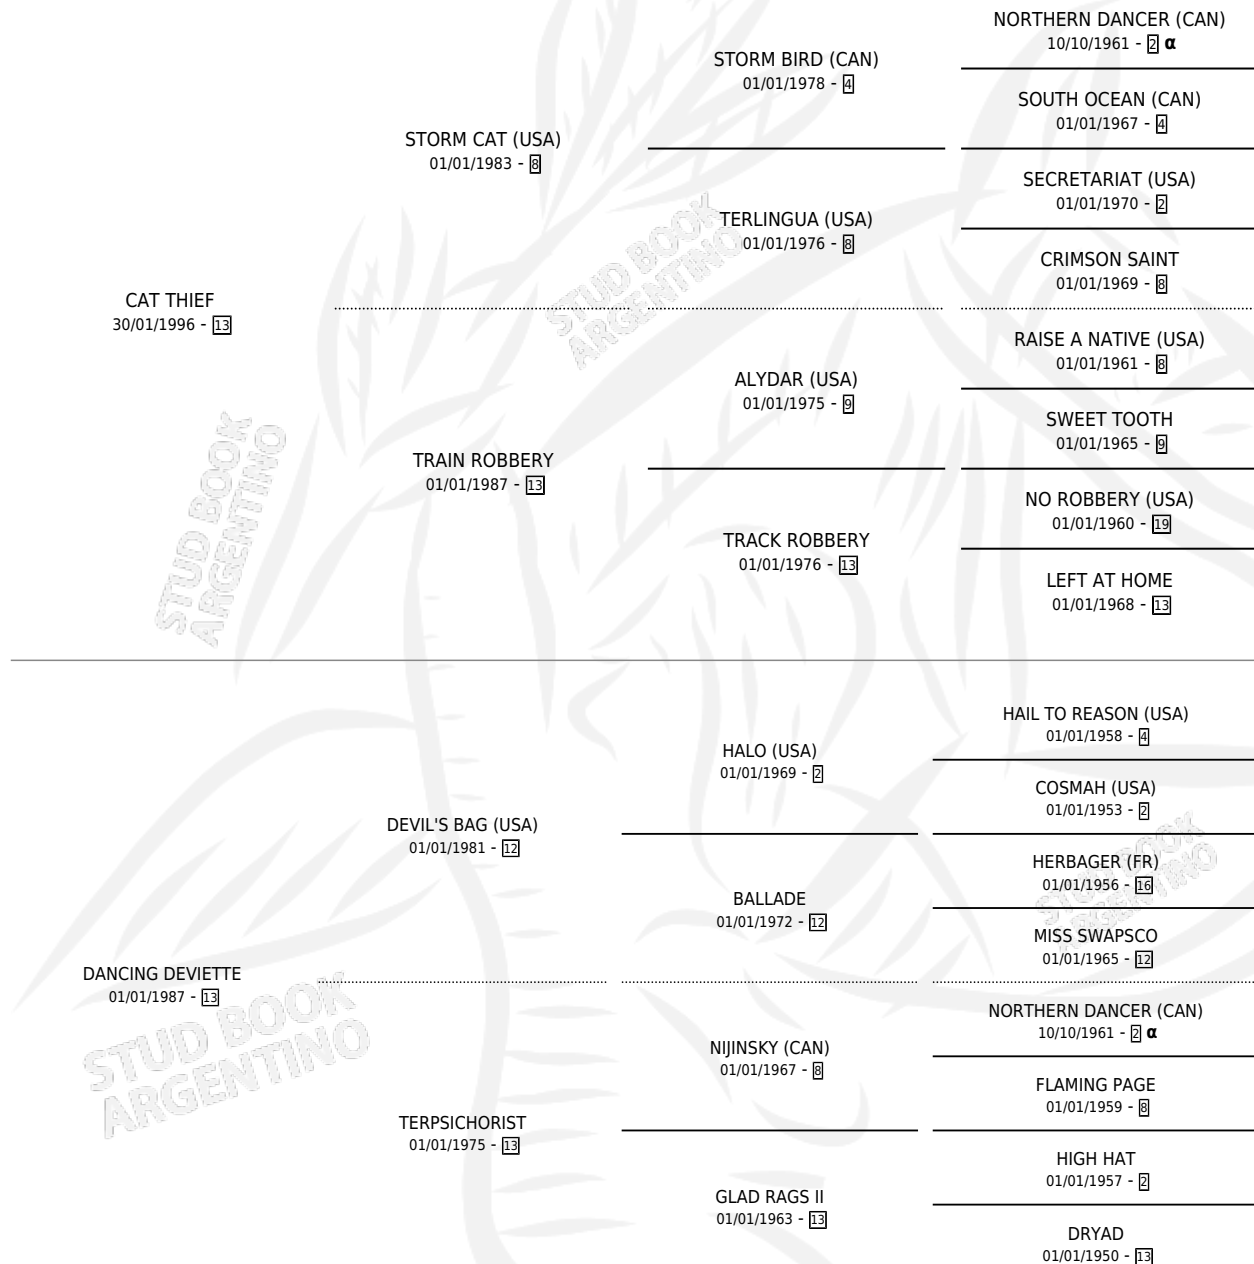 NORTHERN DANCER (CAN)
10/10/1961 - 2 α
STORM BIRD (CAN)
01/01/1978 - 4
SOUTH OCEAN (CAN)
01/01/1967 - 4
STORM CAT (USA)
01/01/1983 - 8
SECRETARIAT (USA)
01/01/1970 - 2
TERLINGUA (USA)
01/01/1976 - 8
CRIMSON SAINT
01/01/1969 - 8
CAT THIEF
30/01/1996 - 13
RAISE A NATIVE (USA)
01/01/1961 - 8
ALYDAR (USA)
01/01/1975 - 9
SWEET TOOTH
01/01/1965 - 9
TRAIN ROBBERY
01/01/1987 - 13
NO ROBBERY (USA)
01/01/1960 - 19
TRACK ROBBERY
01/01/1976 - 13
LEFT AT HOME
01/01/1968 - 13
HAIL TO REASON (USA)
01/01/1958 - 4
HALO (USA)
01/01/1969 - 2
COSMAH (USA)
01/01/1953 - 2
DEVIL'S BAG (USA)
01/01/1981 - 12
HERBAGER (FR)
01/01/1956 - 16
BALLADE
01/01/1972 - 12
MISS SWAPSCO
01/01/1965 - 12
DANCING DEVIETTE
01/01/1987 - 13
NORTHERN DANCER (CAN)
10/10/1961 - 2 α
NIJINSKY (CAN)
01/01/1967 - 8
FLAMING PAGE
01/01/1959 - 8
TERPSICHORIST
01/01/1975 - 13
HIGH HAT
01/01/1957 - 2
GLAD RAGS II
01/01/1963 - 13
DRYAD
01/01/1950 - 13
STUD BOOK
ARGENTINO
STUD BOOK
ARGENTINO
STUD BOOK
ARGENTINO
STUD BOOK
ARGENTINO